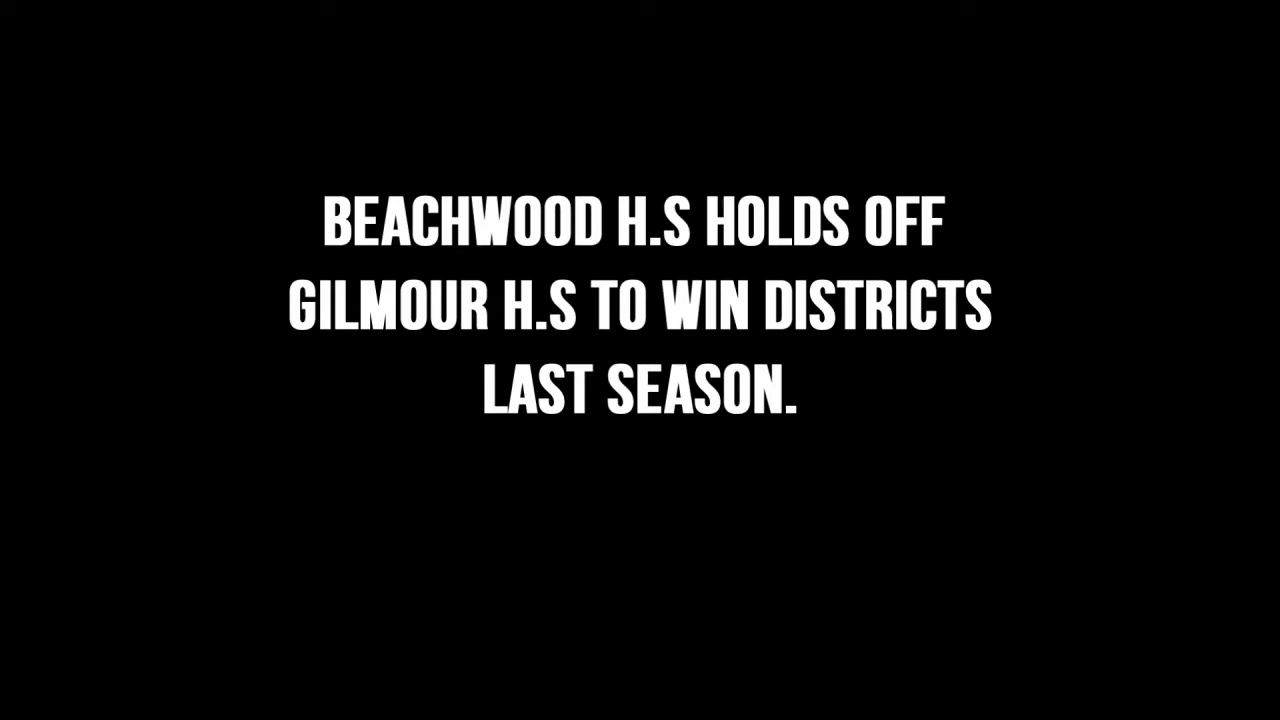 BEACHWOOD H.S HOLDS OFF
GILMOUR H.S TO WIN DISTRICTS
LAST SEASON.